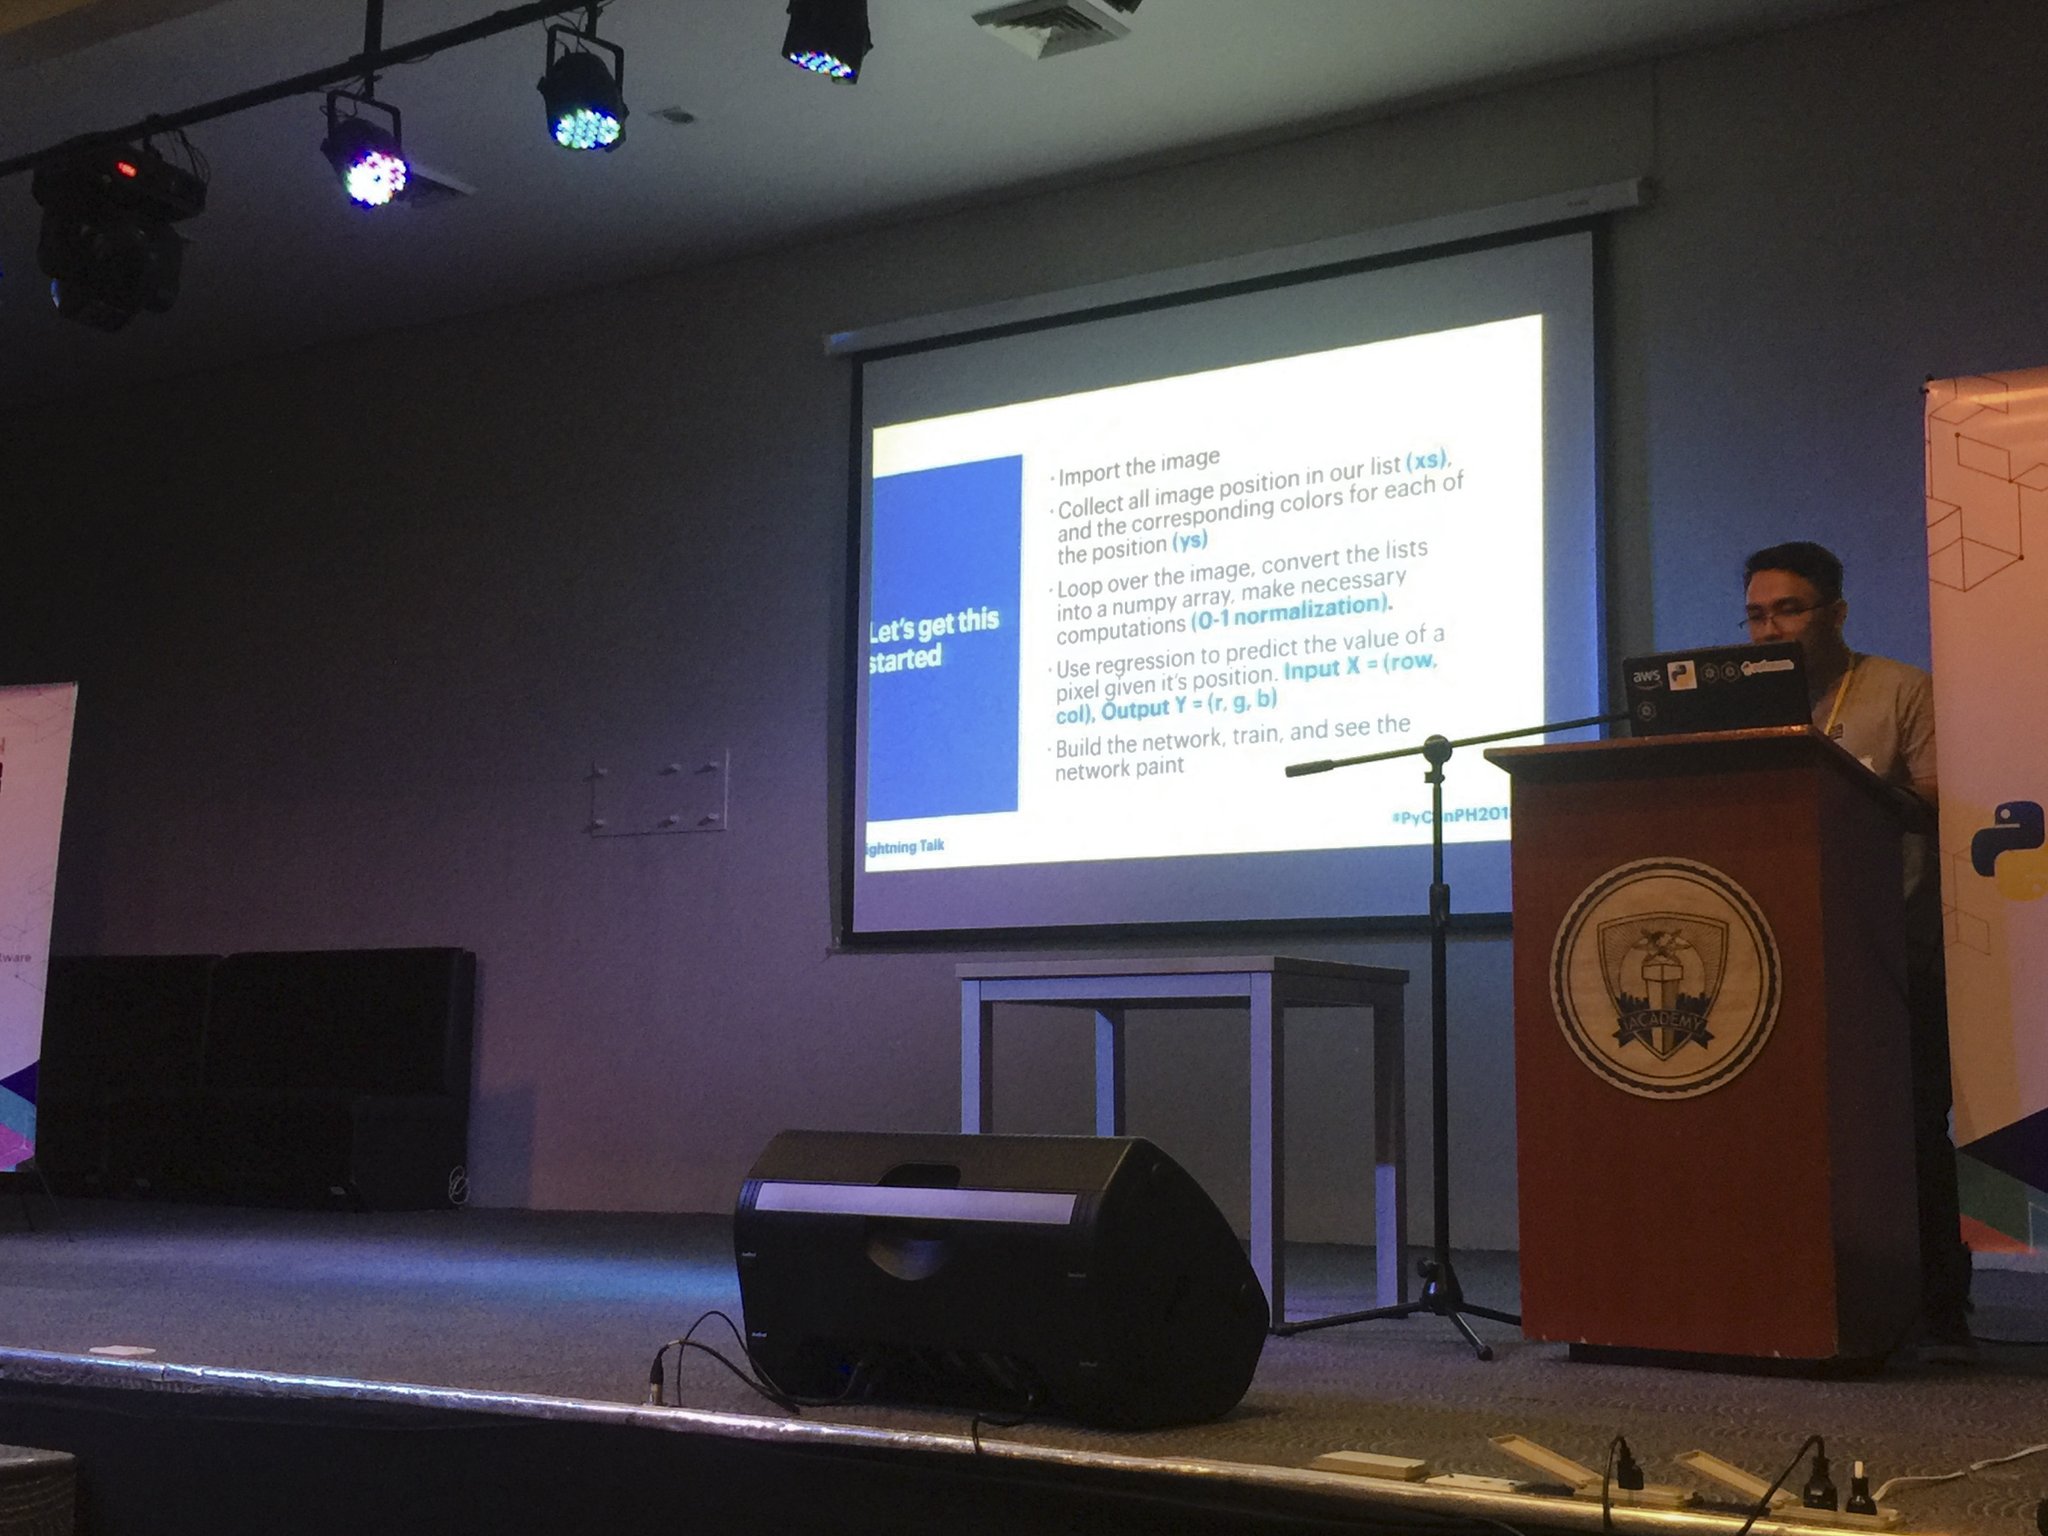 · Import the image
· Collect all image position in our list (xs),
and the corresponding colors for each of
the position (ys)
· Loop over the image, convert the lists
into a numpy array, make necessary
computations (0-1 normalization).
· Use regression to predict the value of a
pixel given it's position. Input X = (row,
col), Output Y = (r, g, b)
· Build the network, train, and see the
network paint
Let's get this
started
ightning Talk
#PyConPH201
aws
IACADEMY
tware